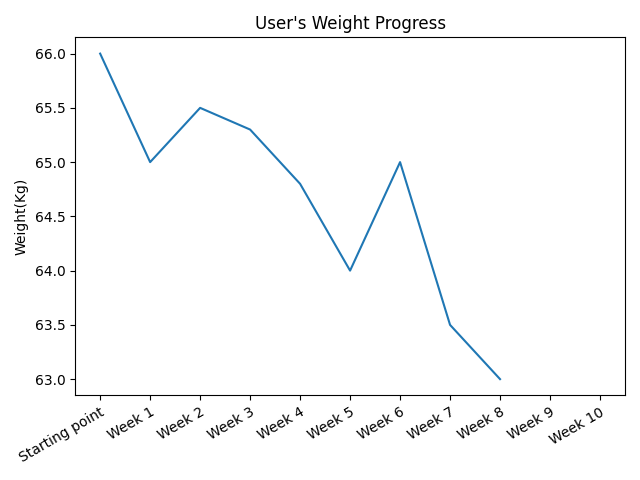 User's Weight Progress
Weight(Kg)
66.0
65.5
65.0
64.5
64.0
63.5
63.0
Starting point
Week 1
Week 2
Week 3
Week 4
Week 5
Week 6
Week 7
Week 8
Week 9
Week 10